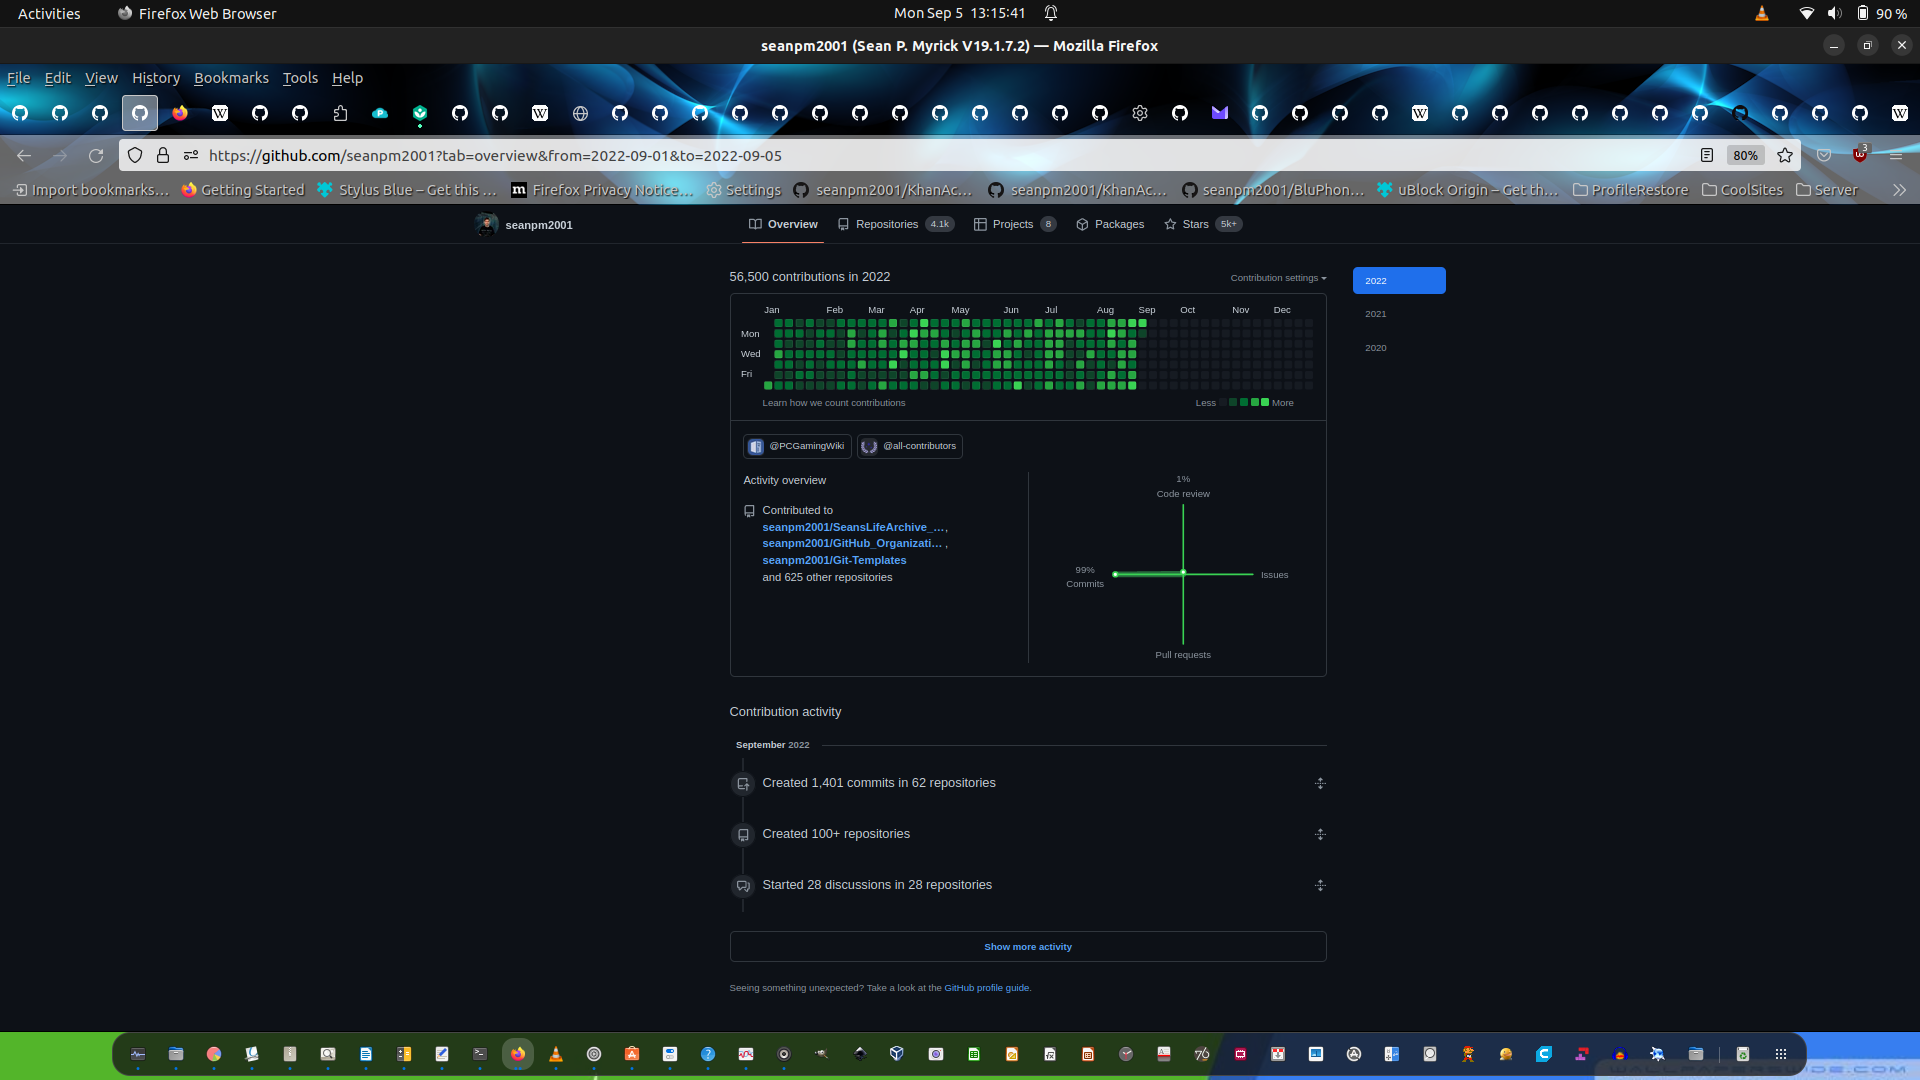 Activities Firefox Web Browser Mon Sep 5 13:15:41 90 %
seanpm2001 (Sean P. Myrick V19.1.7.2) — Mozilla Firefox
File Edit View History Bookmarks Tools Help
https://github.com/seanpm2001?tab=overview&from=2022-09-01&to=2022-09-05 80% 3
Import bookmarks… Getting Started Stylus Blue – Get this … Firefox Privacy Notice… Settings seanpm2001/KhanAc… seanpm2001/KhanAc… seanpm2001/BluPhon… uBlock Origin – Get th… ProfileRestore CoolSites Server
seanpm2001 Overview Repositories 4.1k Projects 8 Packages Stars 5k+
56,500 contributions in 2022 Contribution settings 2022
2021
2020
Jan Feb Mar Apr May Jun Jul Aug Sep Oct Nov Dec
Mon
Wed
Fri
Learn how we count contributions Less More
@PCGamingWiki @all-contributors
Activity overview
Contributed to
seanpm2001/SeansLifeArchive_…,
seanpm2001/GitHub_Organizati… ,
seanpm2001/Git-Templates
and 625 other repositories
1%
Code review
99%
Commits
Issues
Pull requests
Contribution activity
September 2022
Created 1,401 commits in 62 repositories
Created 100+ repositories
Started 28 discussions in 28 repositories
Show more activity
Seeing something unexpected? Take a look at the GitHub profile guide.
76
WALLPAPERSWIDE.COM